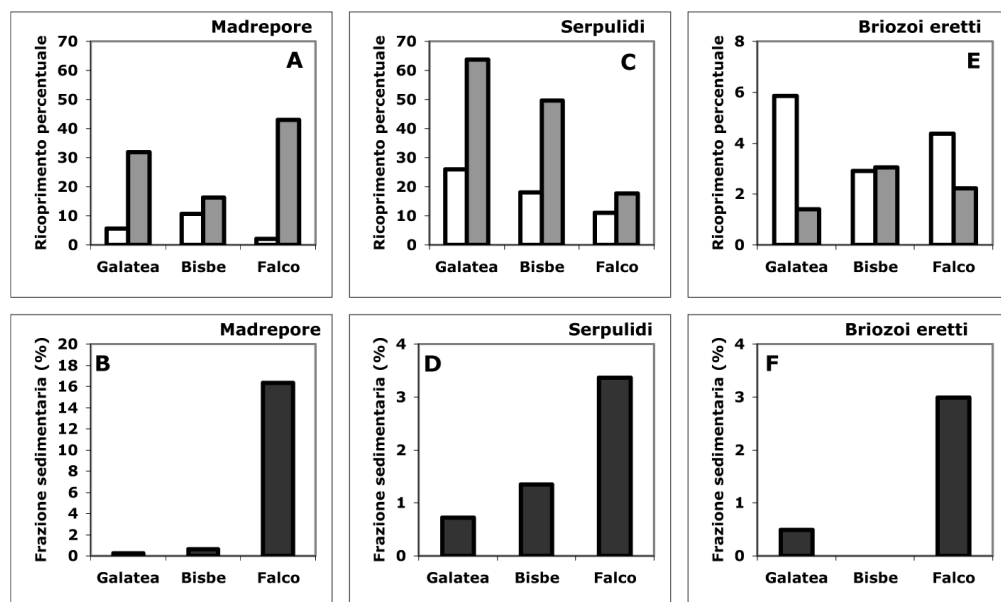 Madrepore
A
Ricoprimento percentuale
70
60
50
40
30
20
10
0
Galatea Bisbe Falco
Serpulidi
C
Ricoprimento percentuale
70
60
50
40
30
20
10
0
Galatea Bisbe Falco
Briozoi eretti
E
Ricoprimento percentuale
8
6
4
2
0
Galatea Bisbe Falco
Madrepore
B
Frazione sedimentaria (%)
20
18
16
14
12
10
8
6
4
2
0
Galatea Bisbe Falco
Serpulidi
D
Frazione sedimentaria (%)
4
3
2
1
0
Galatea Bisbe Falco
Briozoi eretti
F
Frazione sedimentaria (%)
4
3
2
1
0
Galatea Bisbe Falco